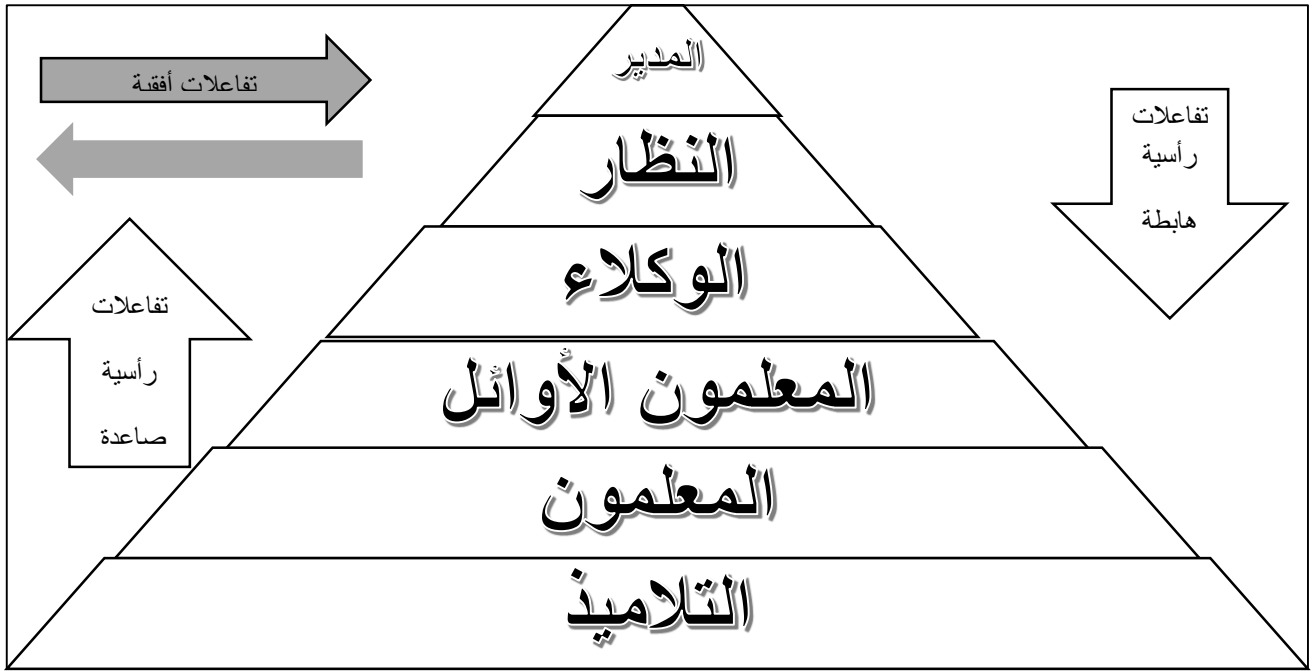 المدير
تفاعلات أفقية
تفاعلات
رأسية
هابطة
النظار
الوكلاء
تفاعلات
رأسية
صاعدة
المعلمون الأوائل
المعلمون
التلاميذ